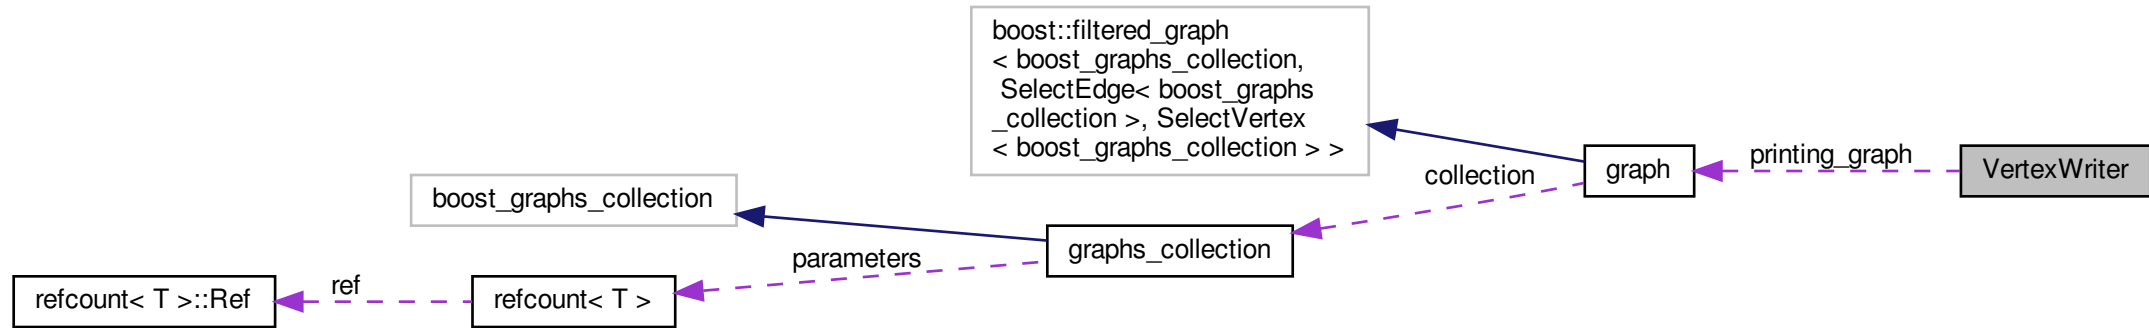 boost::filtered_graph
< boost_graphs_collection,
SelectEdge< boost_graphs
_collection >, SelectVertex
< boost_graphs_collection > >
printing_graph
graph
VertexWriter
collection
boost_graphs_collection
graphs_collection
parameters
ref
refcount< T >::Ref
refcount< T >